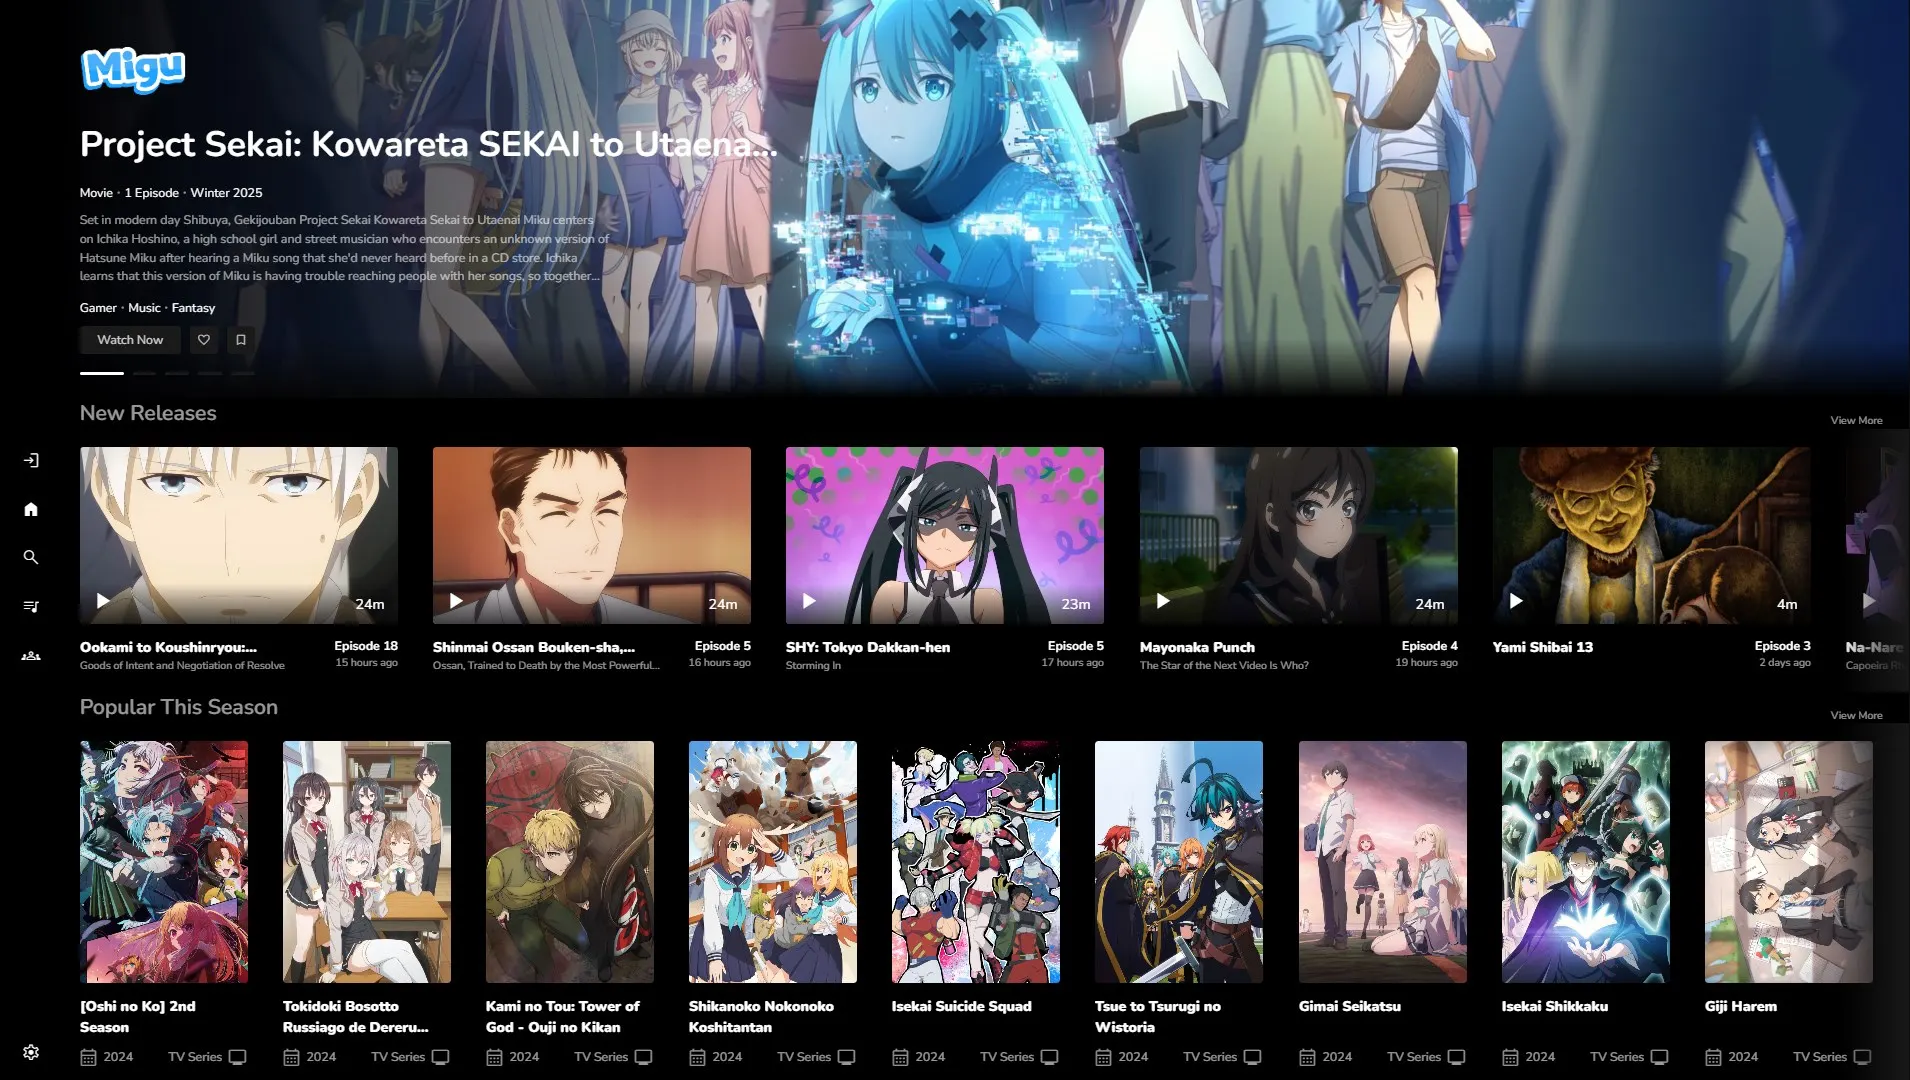 Migu
Project Sekai: Kowareta SEKAI to Utaena...
Movie · 1 Episode · Winter 2025
Set in modern day Shibuya, Gekijouban Project Sekai Kowareta Sekai to Utaenai Miku centers
on Ichika Hoshino, a high school girl and street musician who encounters an unknown version of
Hatsune Miku after hearing a Miku song that she'd never heard before in a CD store. Ichika
learns that this version of Miku is having trouble reaching people with her songs, so together...
Gamer · Music · Fantasy
Watch Now
New Releases
View More
24m
24m
23m
24m
4m
Ookami to Koushinryou:...
Episode 18
Goods of Intent and Negotiation of Resolve
15 hours ago
Shinmai Ossan Bouken-sha,...
Episode 5
Ossan, Trained to Death by the Most Powerful...
16 hours ago
SHY: Tokyo Dakkan-hen
Episode 5
Storming In
17 hours ago
Mayonaka Punch
Episode 4
The Star of the Next Video Is Who?
19 hours ago
Yami Shibai 13
Episode 3
2 days ago
Na-Nare
Capoeira
Popular This Season
View More
[Oshi no Ko] 2nd
Season
2024 TV Series
Tokidoki Bosotto
Russiago de Dereru...
2024 TV Series
Kami no Tou: Tower of
God - Ouji no Kikan
2024 TV Series
Shikanoko Nokonoko
Koshitantan
2024 TV Series
Isekai Suicide Squad
2024 TV Series
Tsue to Tsurugi no
Wistoria
2024 TV Series
Gimai Seikatsu
2024 TV Series
Isekai Shikkaku
2024 TV Series
Giji Harem
2024 TV Series